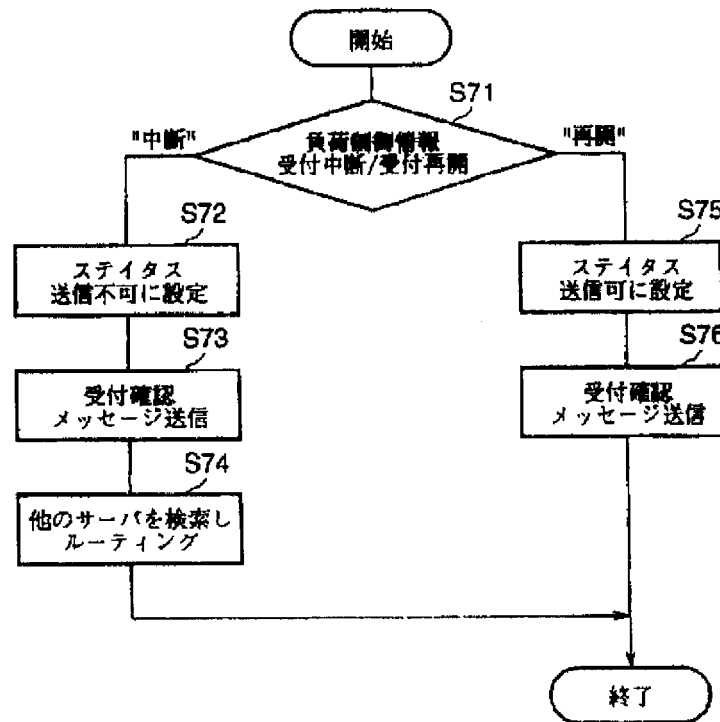 開始
S71
"中断"
負荷制御情報
受付中断/受付再開
"再開"
S72
ステイタス
送信不可に設定
S73
受付確認
メッセージ送信
S74
他のサーバを検索し
ルーティング
S75
ステイタス
送信可に設定
S76
受付確認
メッセージ送信
終了